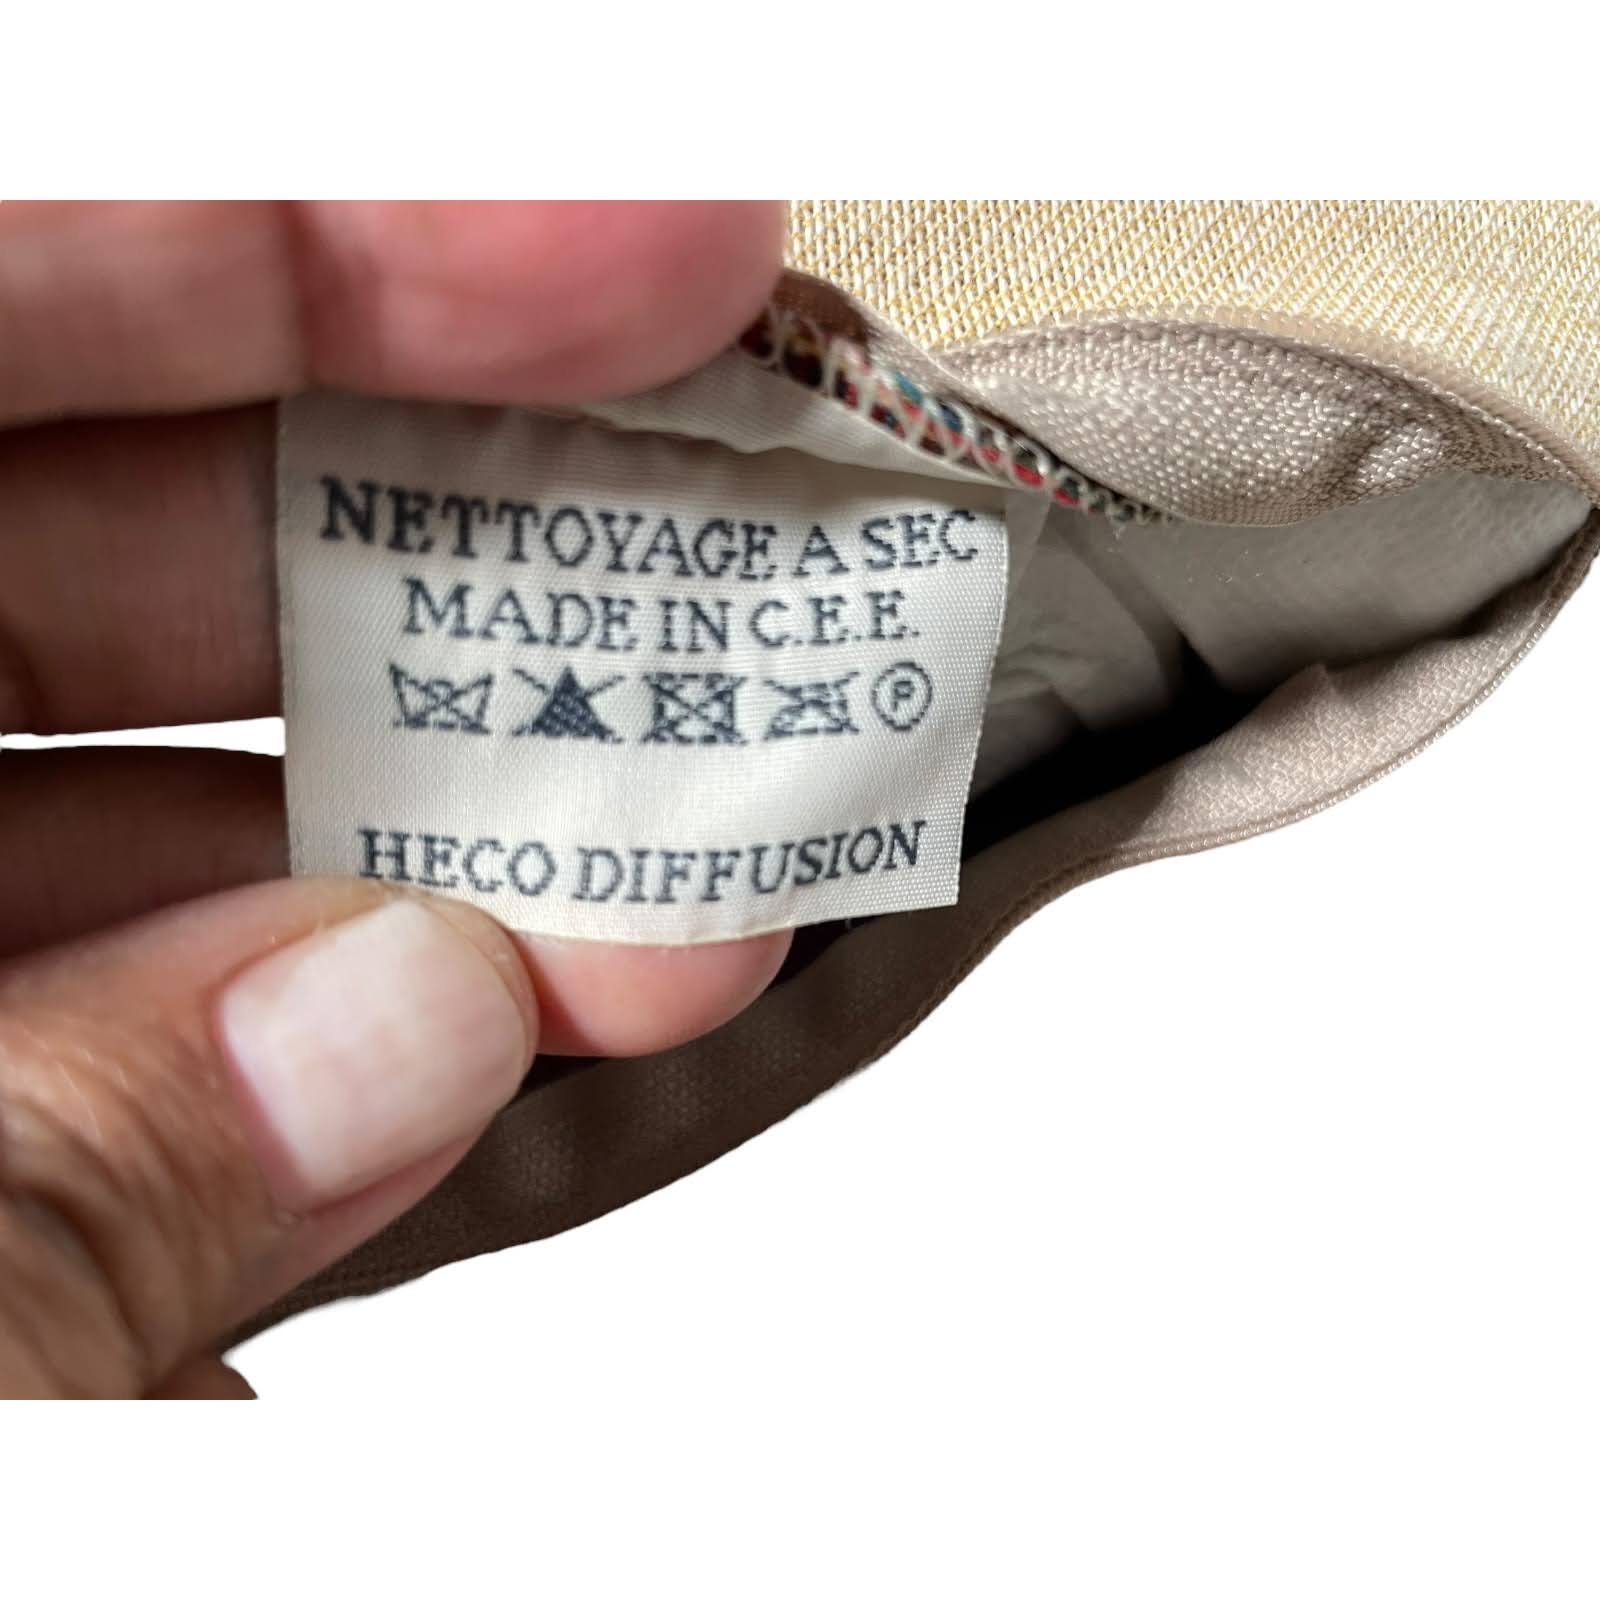 NETTOYAGE A SEC
MADE IN C.E.E.
P
HECO DIFFUSION